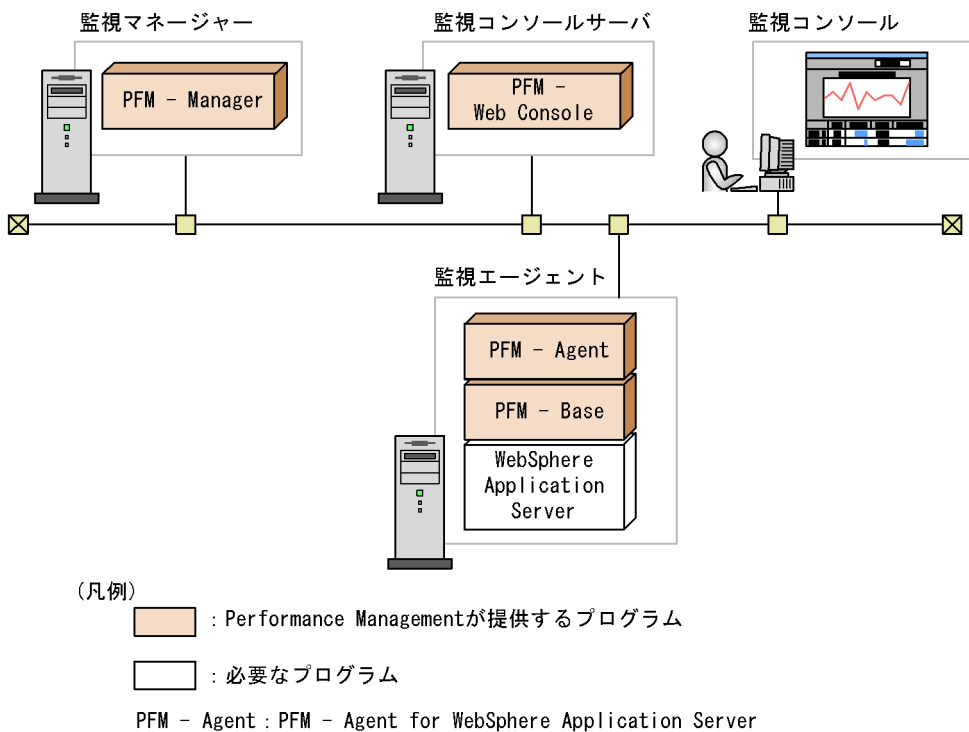 監視マネージャー
監視コンソールサーバ
監視コンソール
PFM - Manager
PFM -
Web Console
監視エージェント
PFM - Agent
PFM - Base
WebSphere
Application
Server
(凡例)
：Performance Managementが提供するプログラム
：必要なプログラム
PFM - Agent：PFM - Agent for WebSphere Application Server